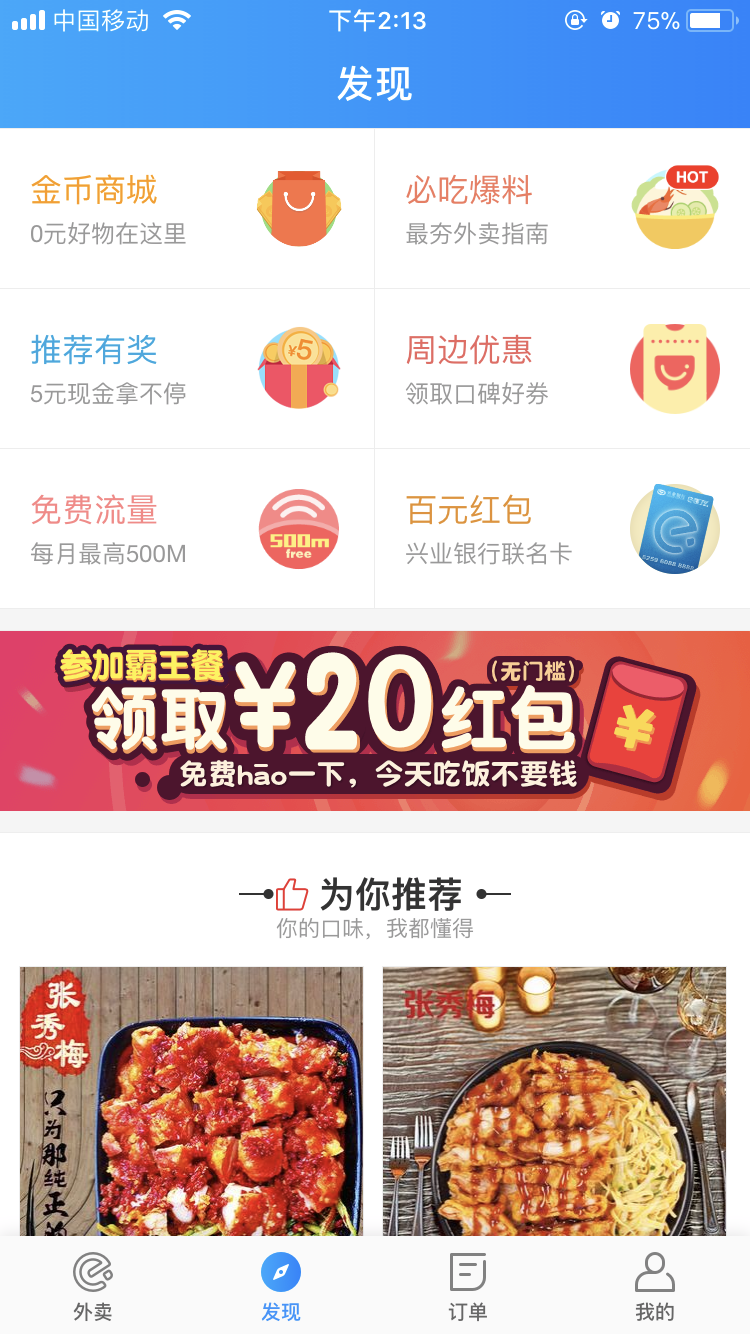 中国移动
下午2:13
75%
发现
金币商城
0元好物在这里
必吃爆料
最夯外卖指南
HOT
推荐有奖
5元现金拿不停
¥5
周边优惠
领取口碑好券
免费流量
每月最高500M
500m
free
百元红包
兴业银行联名卡
参加霸王餐
(无门槛)
领取¥20红包
¥
免费hāo一下，今天吃饭不要钱
为你推荐
你的口味，我都懂得
张秀梅
只为那纯正的
张秀梅
外卖
发现
订单
我的